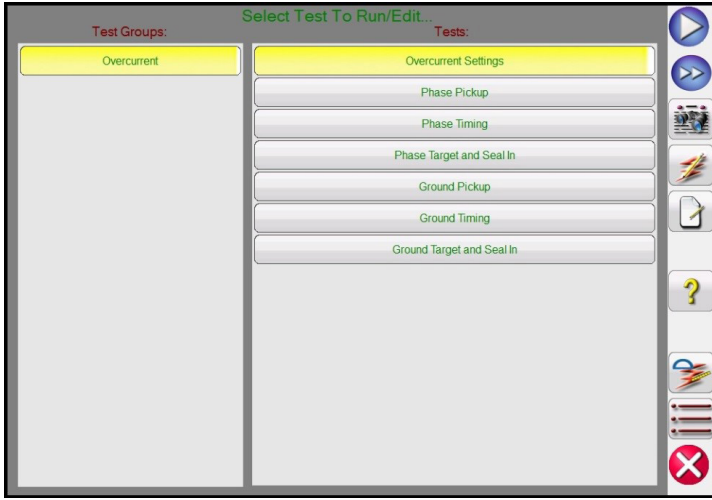 Select Test To Run/Edit...
Test Groups:
Tests:
Overcurrent
Overcurrent Settings
Phase Pickup
Phase Timing
Phase Target and Seal In
Ground Pickup
Ground Timing
Ground Target and Seal In
?